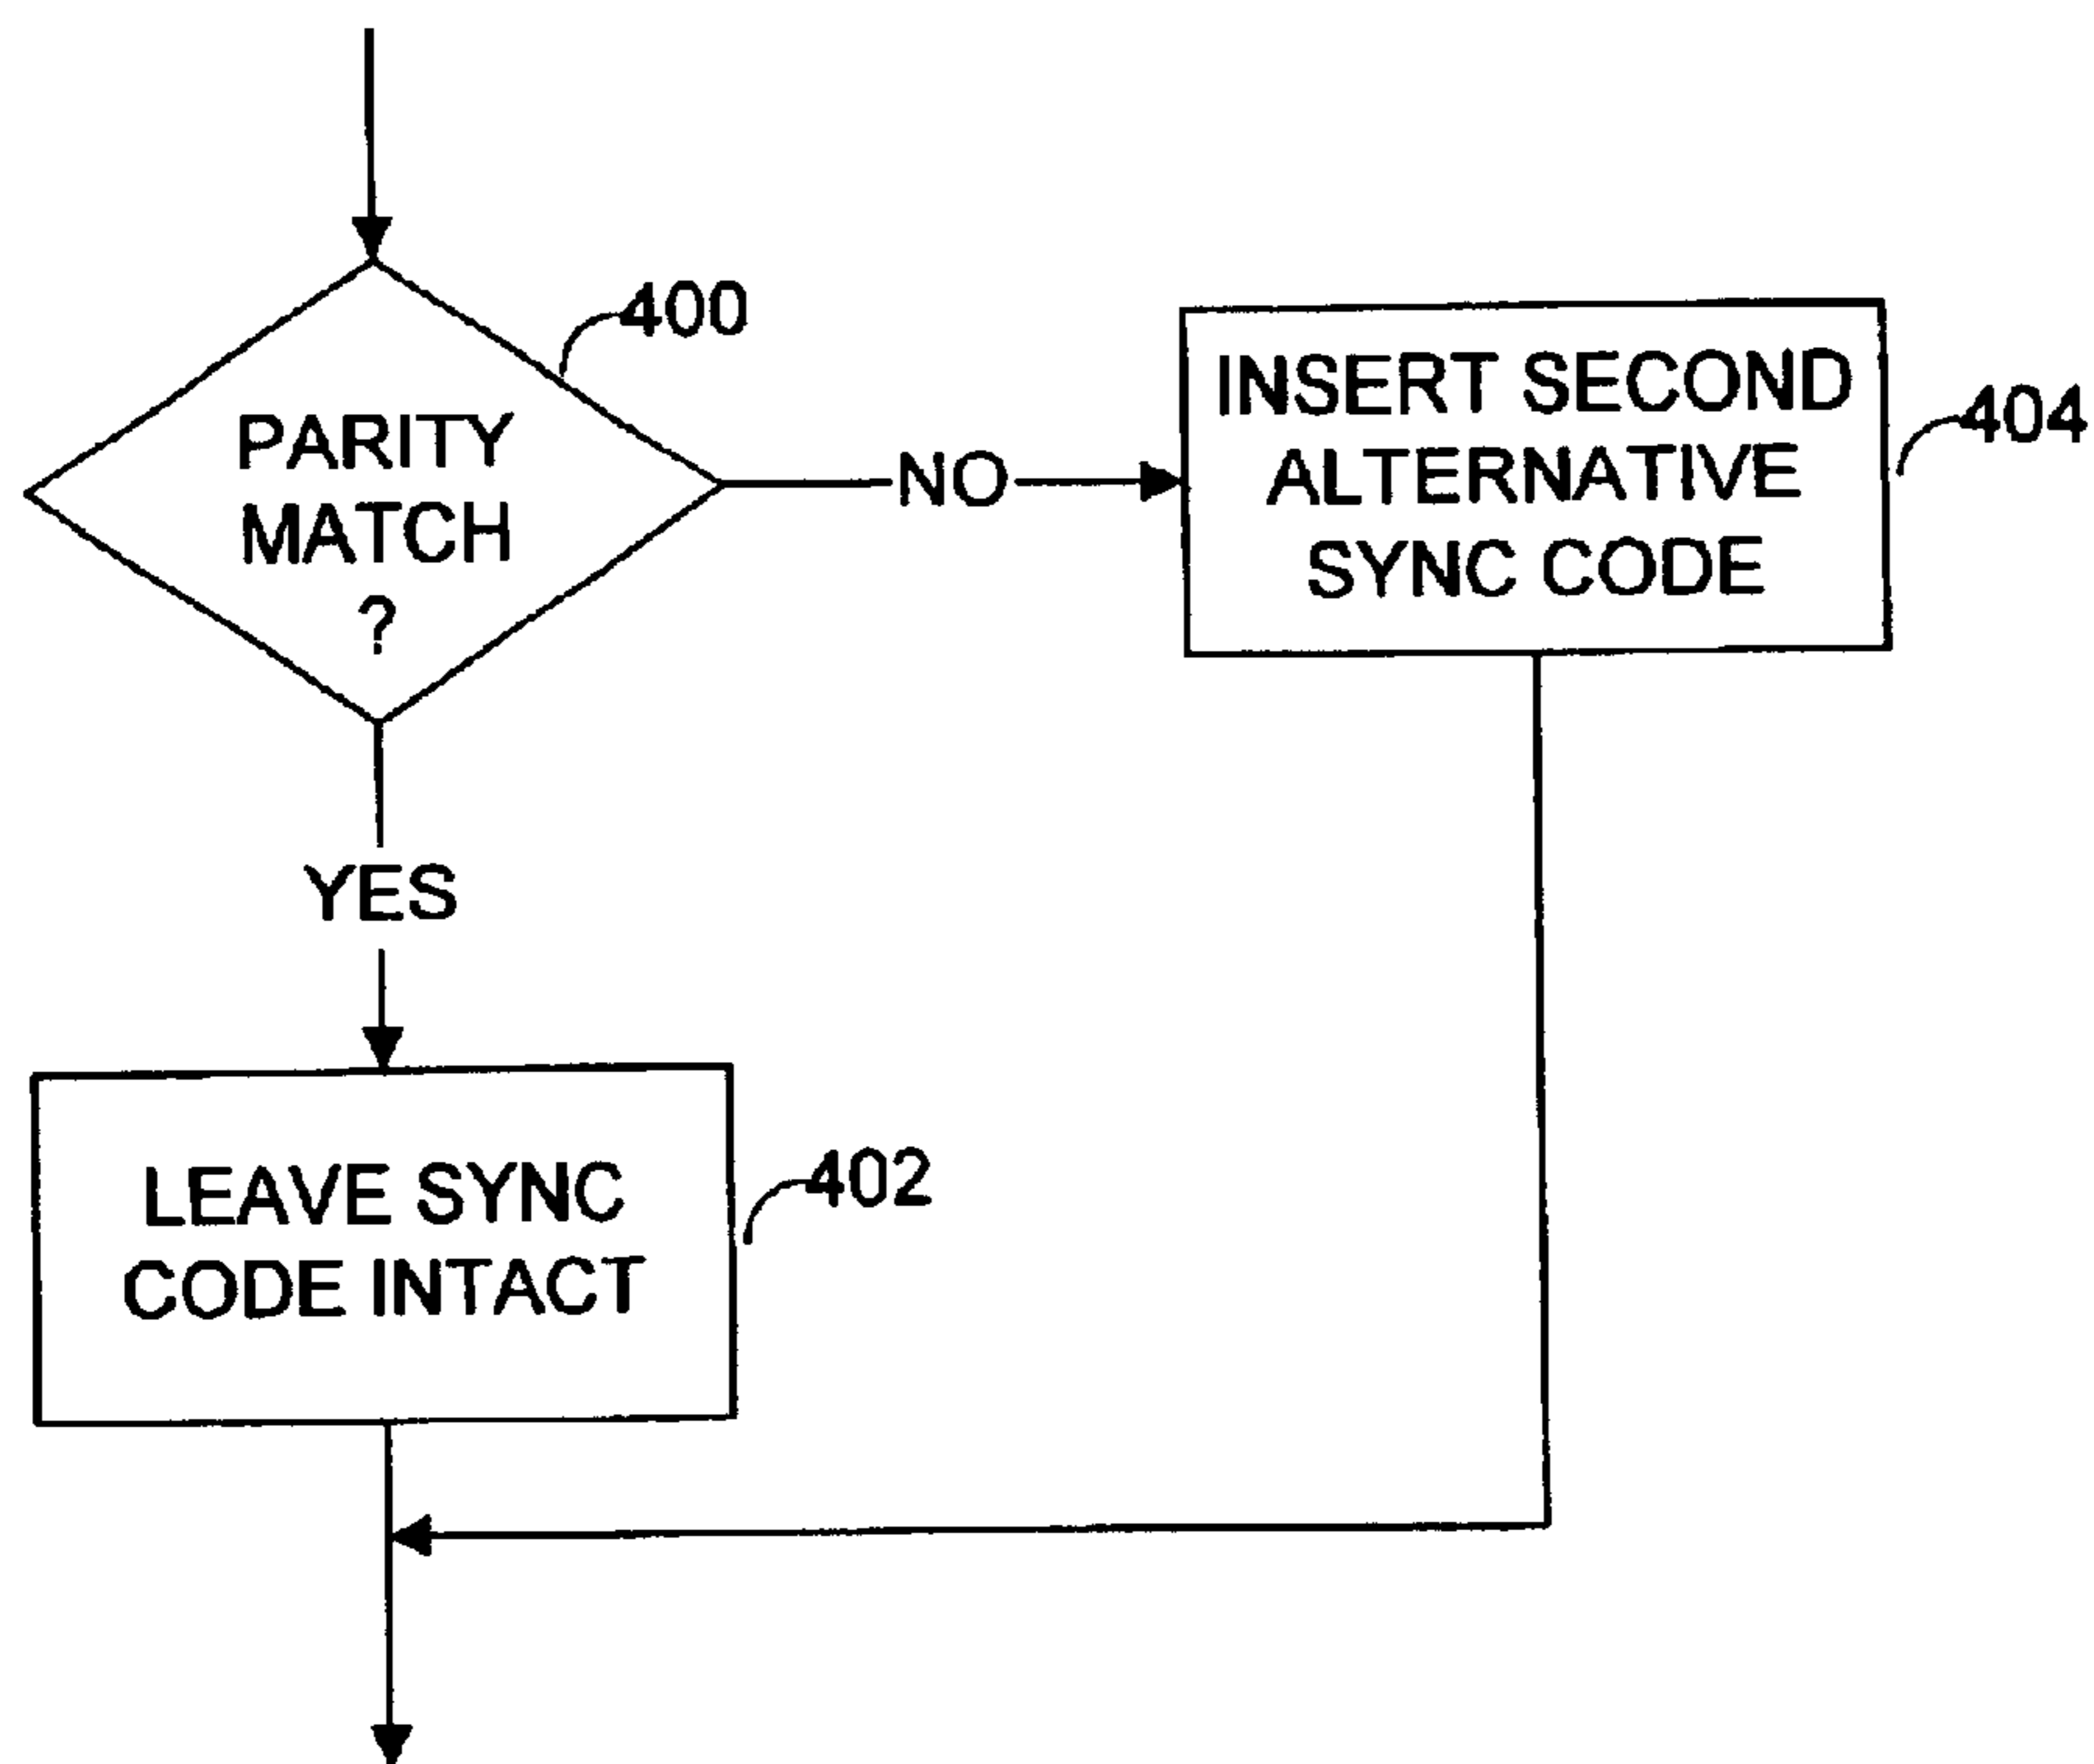 400
PARITY
MATCH
?
NO
INSERT SECOND
ALTERNATIVE
SYNC CODE
404
YES
LEAVE SYNC
CODE INTACT
402